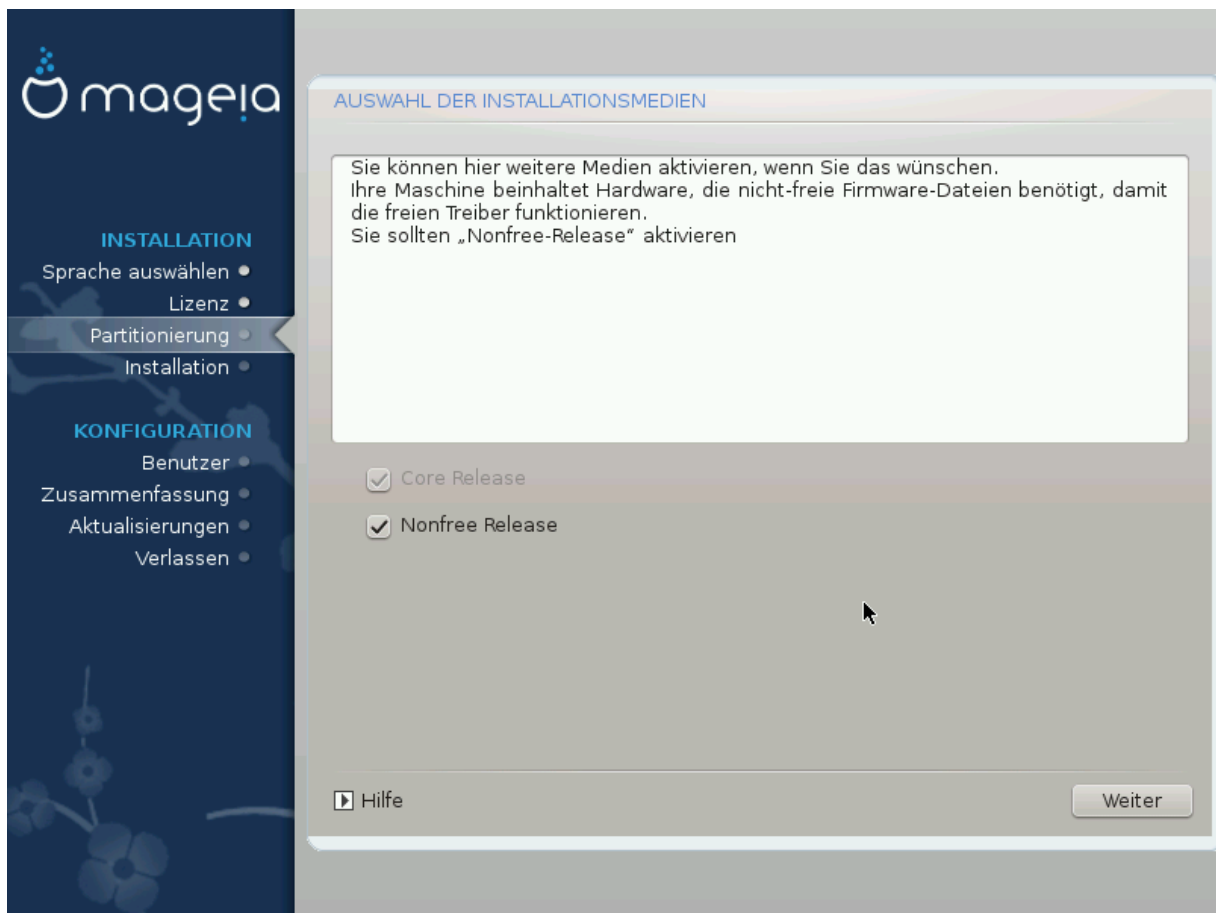 mageia
INSTALLATION
Sprache auswählen
Lizenz
Partitionierung
Installation
KONFIGURATION
Benutzer
Zusammenfassung
Aktualisierungen
Verlassen
AUSWAHL DER INSTALLATIONSMEDIEN
Sie können hier weitere Medien aktivieren, wenn Sie das wünschen.
Ihre Maschine beinhaltet Hardware, die nicht-freie Firmware-Dateien benötigt, damit
die freien Treiber funktionieren.
Sie sollten „Nonfree-Release“ aktivieren
Core Release
Nonfree Release
Hilfe
Weiter